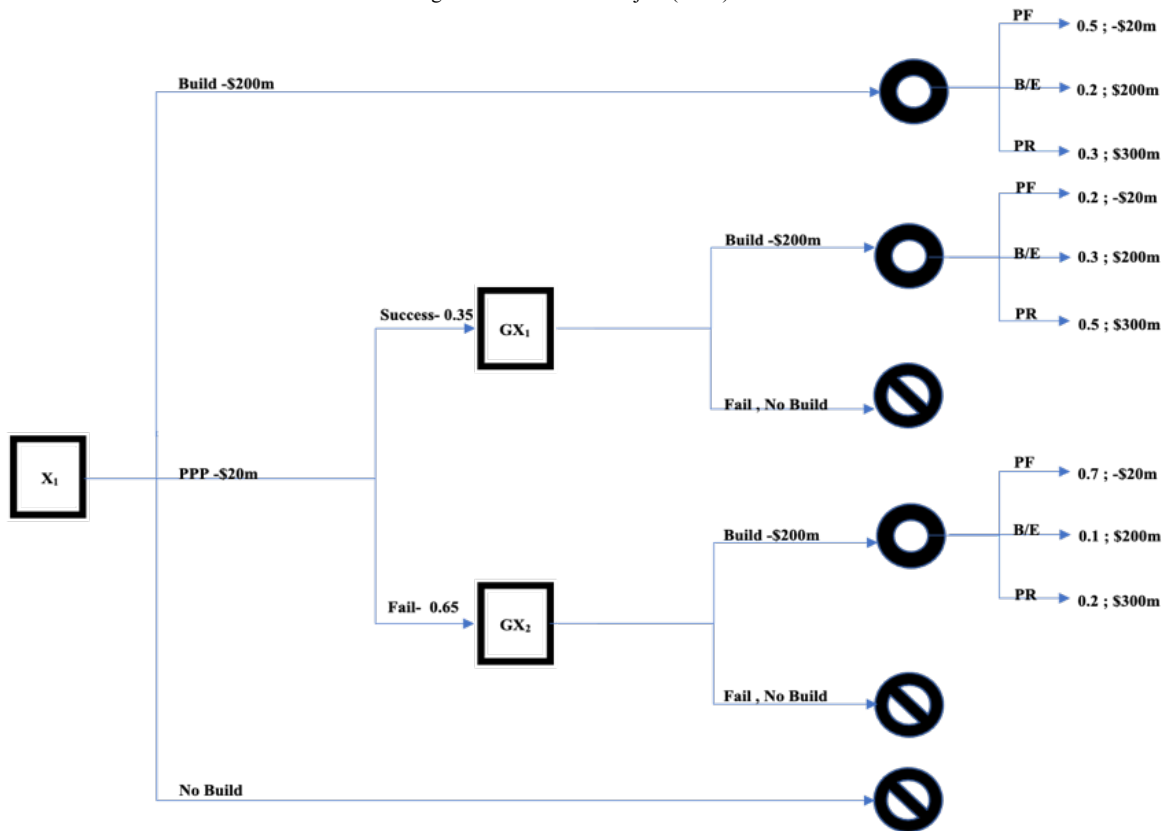 PF
0.5 ; -$20m
Build -$200m
B/E
0.2 ; $200m
PR
0.3 ; $300m
PF
0.2 ; -$20m
Build -$200m
B/E
0.3 ; $200m
Success- 0.35
GX₁
PR
0.5 ; $300m
Fail , No Build
X₁
PPP -$20m
PF
0.7 ; -$20m
Build -$200m
B/E
0.1 ; $200m
Fail- 0.65
GX₂
PR
0.2 ; $300m
Fail , No Build
No Build